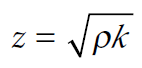 z = √ρk